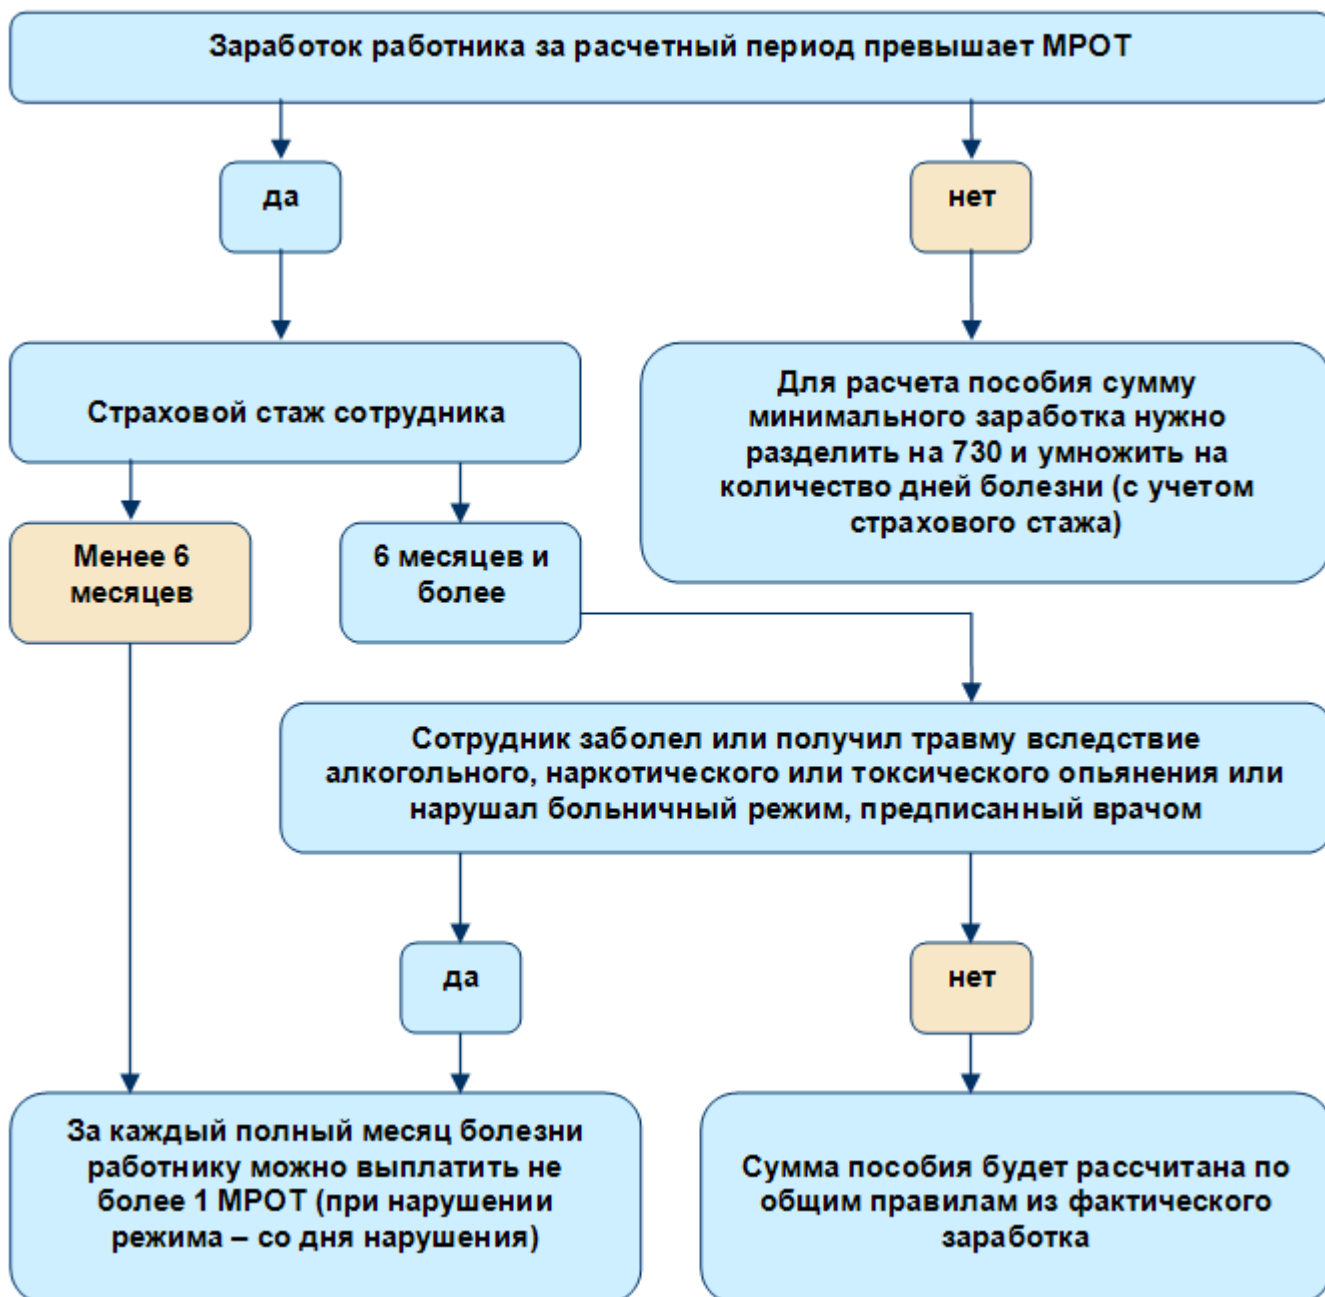 Заработок работника за расчетный период превышает МРОТ
да
нет
Страховой стаж сотрудника
Для расчета пособия сумму
минимального заработка нужно
разделить на 730 и умножить на
количество дней болезни (с учетом
страхового стажа)
Менее 6
месяцев
6 месяцев и
более
Сотрудник заболел или получил травму вследствие
алкогольного, наркотического или токсического опьянения или
нарушал больничный режим, предписанный врачом
да
нет
За каждый полный месяц болезни
работнику можно выплатить не
более 1 МРОТ (при нарушении
режима – со дня нарушения)
Сумма пособия будет рассчитана по
общим правилам из фактического
заработка